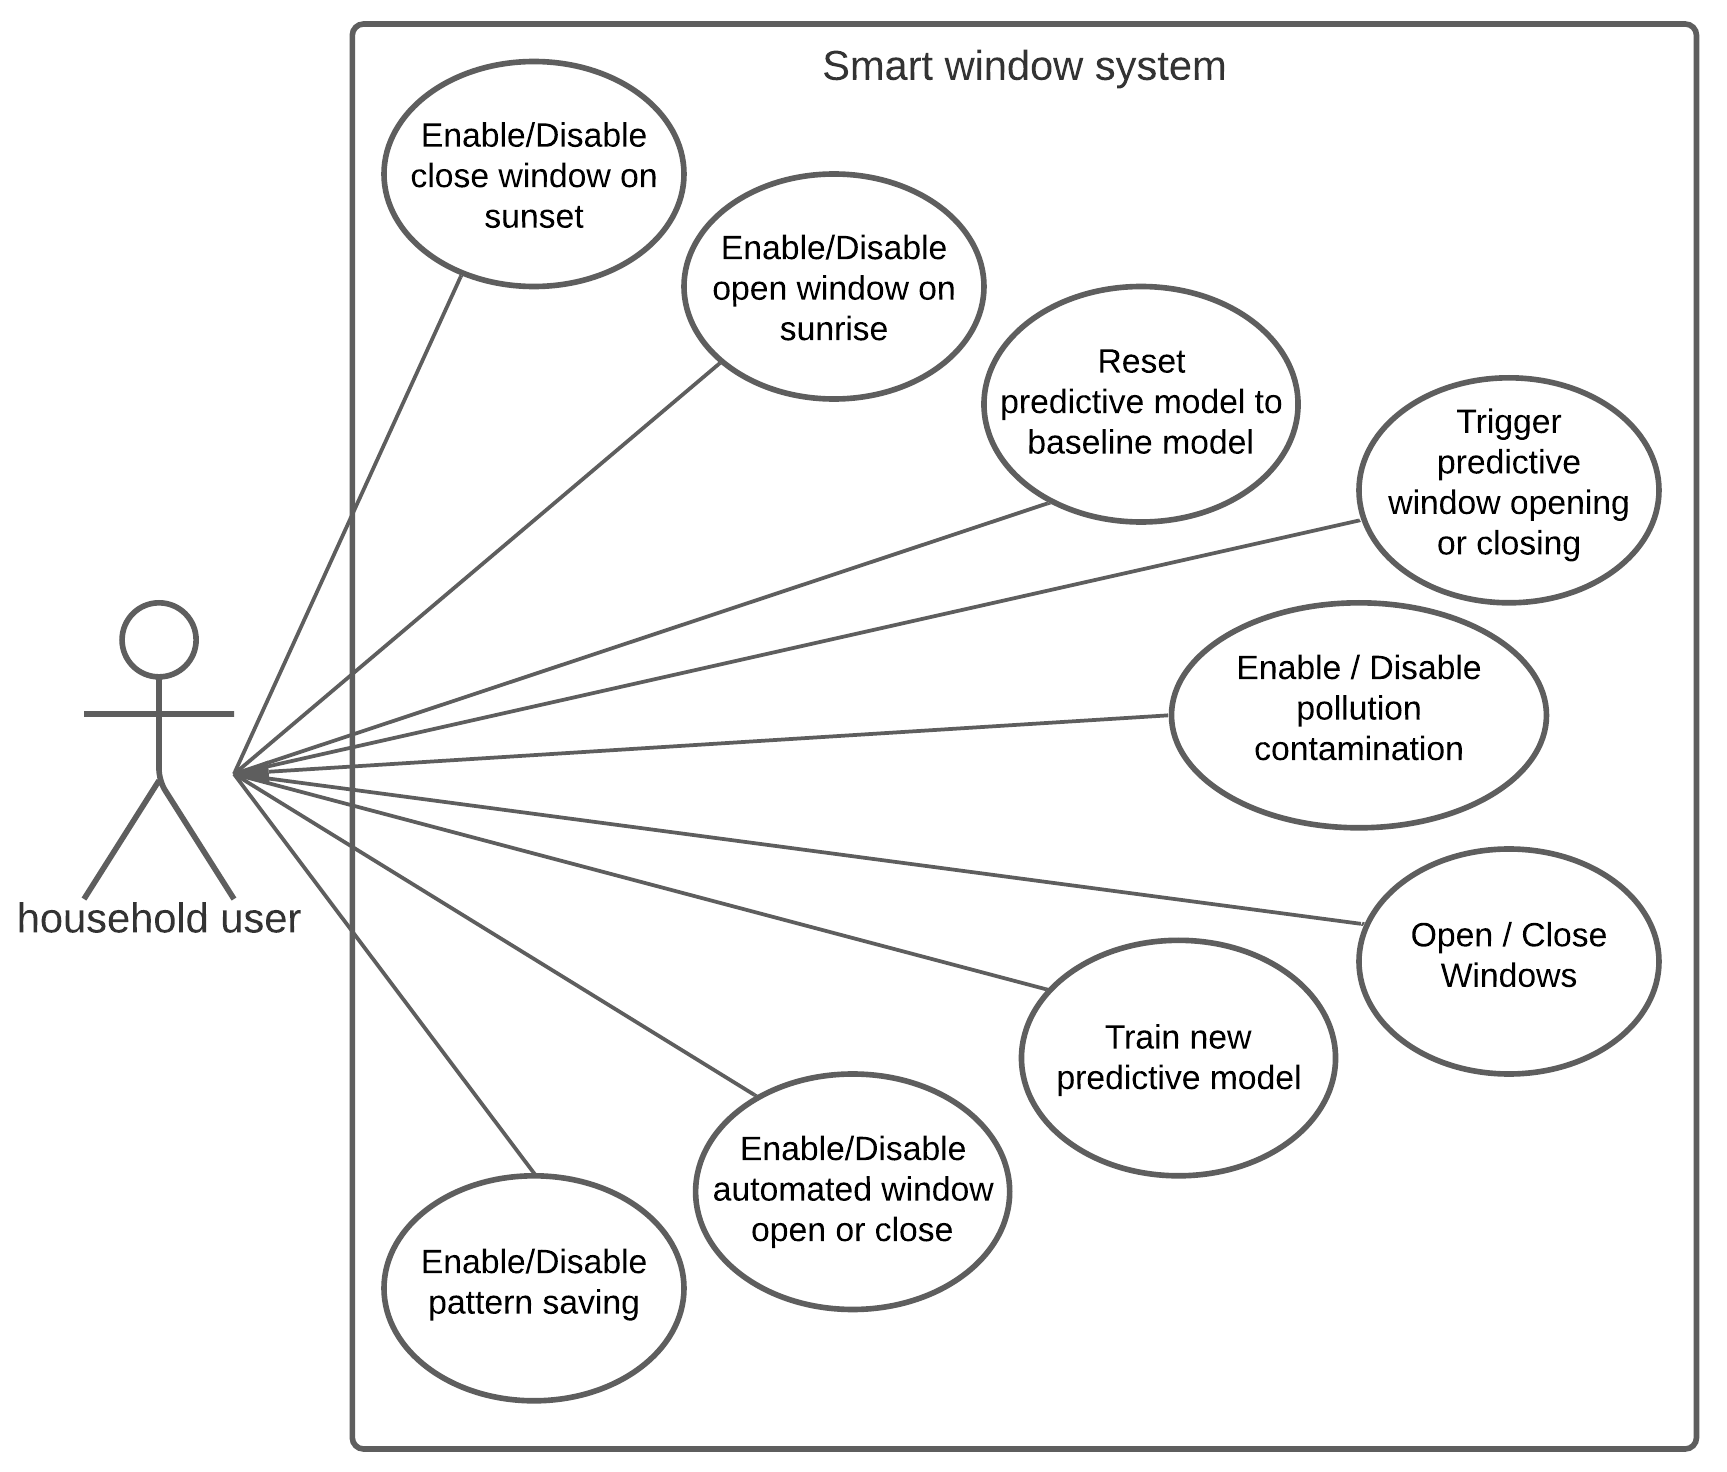 Smart window system
Enable/Disable
close window on
sunset
Enable/Disable
open window on
sunrise
Reset
predictive model to
baseline model
Trigger
predictive
window opening
or closing
Enable / Disable
pollution
contamination
household user
Open / Close
Windows
Train new
predictive model
Enable/Disable
automated window
open or close
Enable/Disable
pattern saving